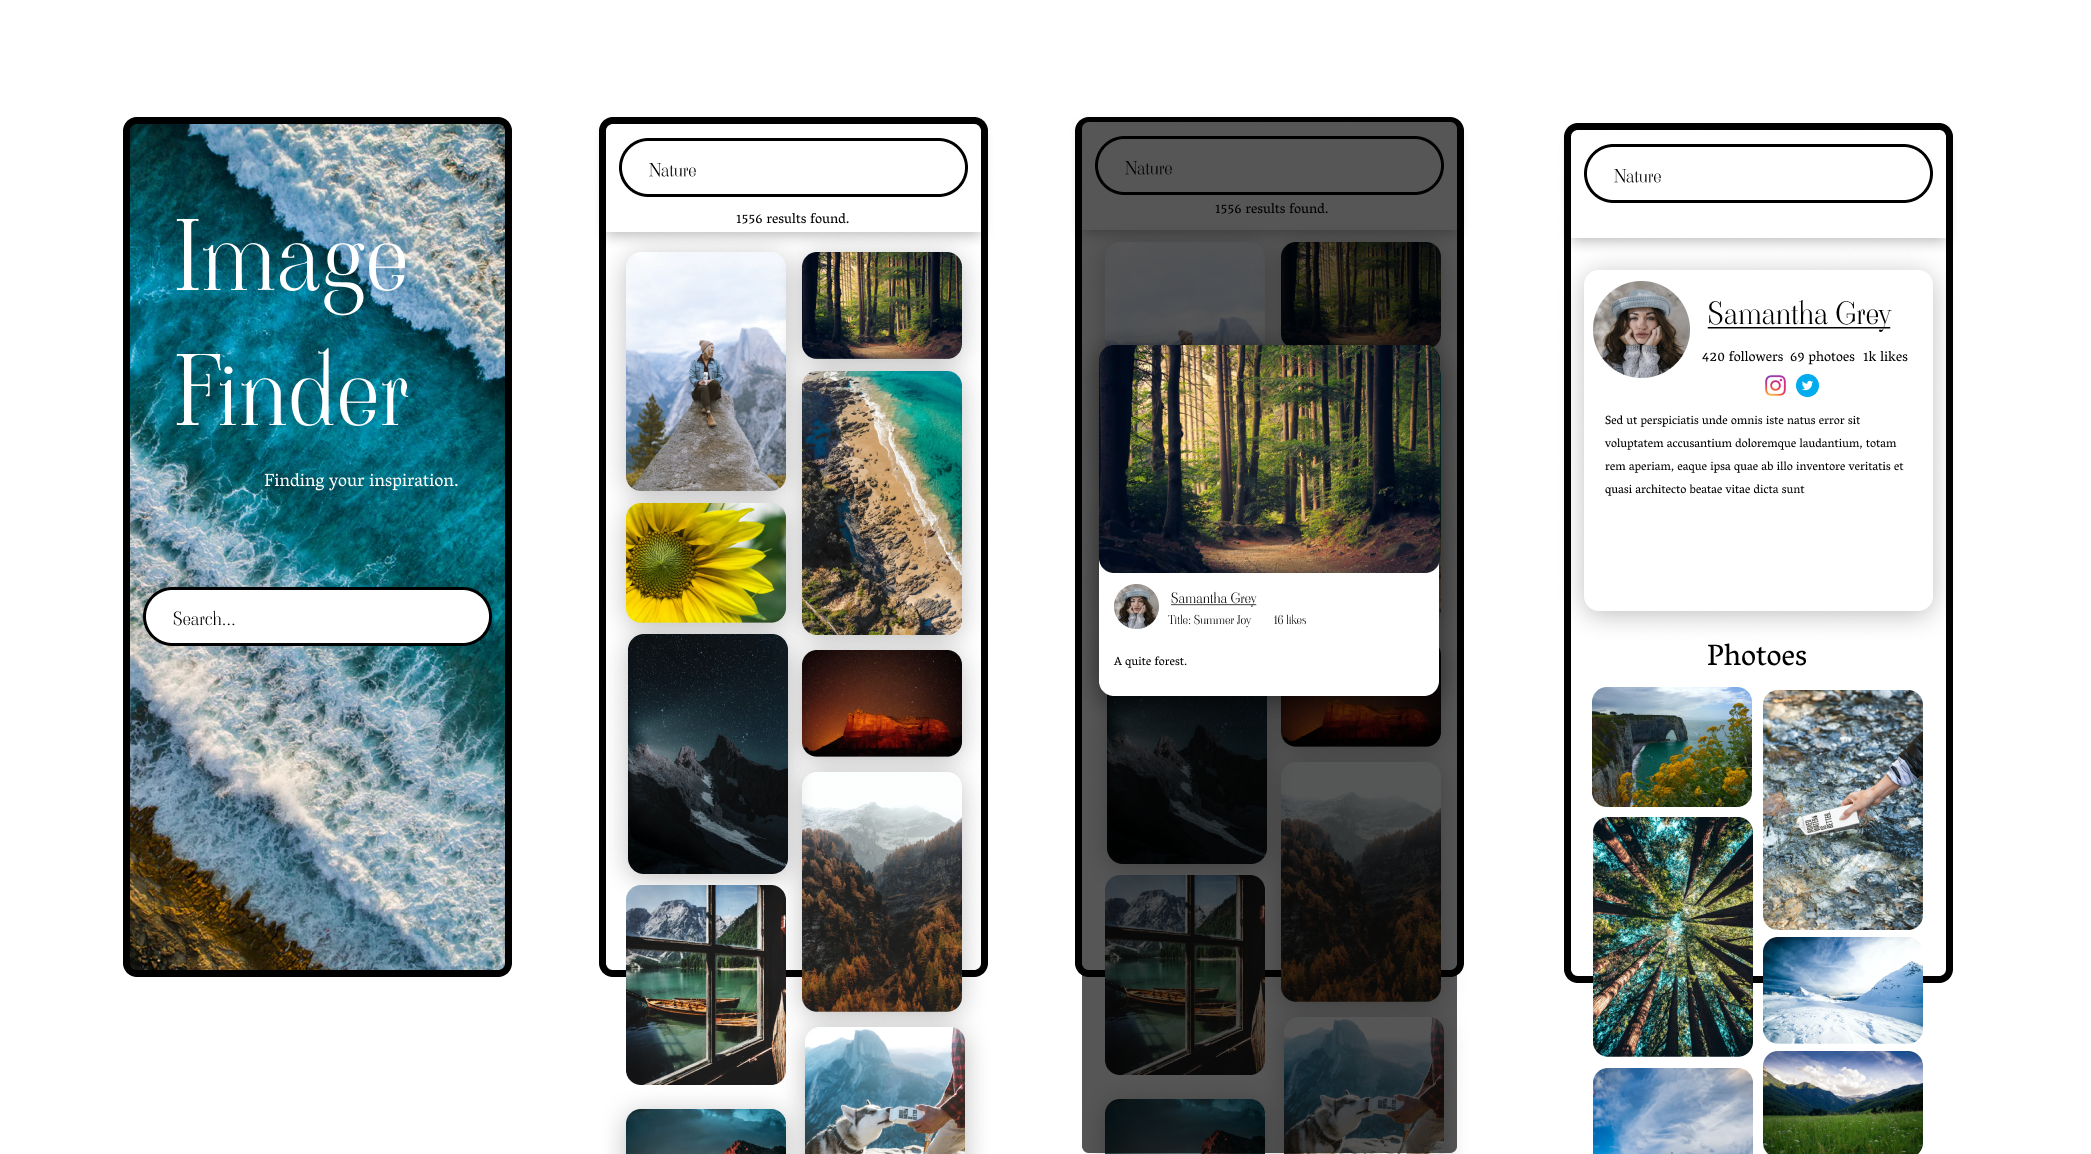 Image
Finder
Finding your inspiration.
Search...
Nature
1556 results found.
Nature
1556 results found.
Samantha Grey
Title: Summer Joy 16 likes
A quite forest.
Nature
Samantha Grey
420 followers 69 photoes 1k likes
Sed ut perspiciatis unde omnis iste natus error sit
voluptatem accusantium doloremque laudantium, totam
rem aperiam, eaque ipsa quae ab illo inventore veritatis et
quasi architecto beatae vitae dicta sunt
Photoes